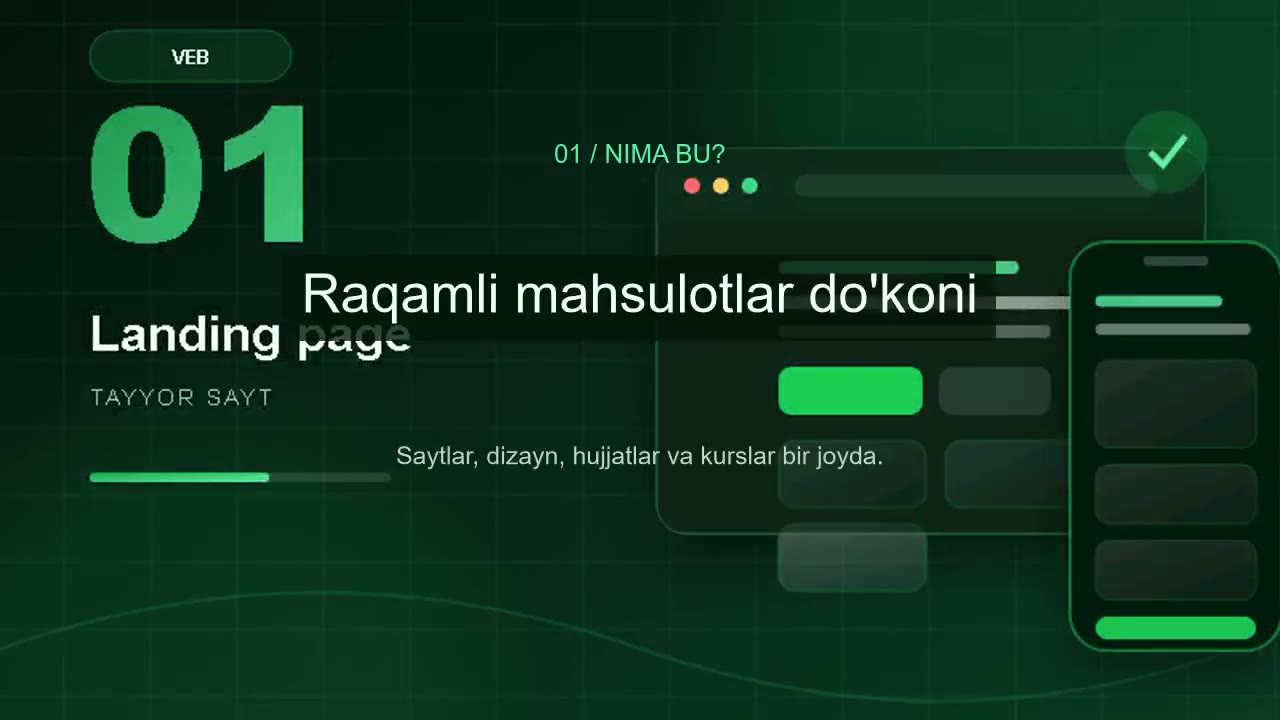 VEB
01
01 / NIMA BU?
Raqamli mahsulotlar do'koni
Landing page
TAYYOR SAYT
Saytlar, dizayn, hujjatlar va kurslar bir joyda.